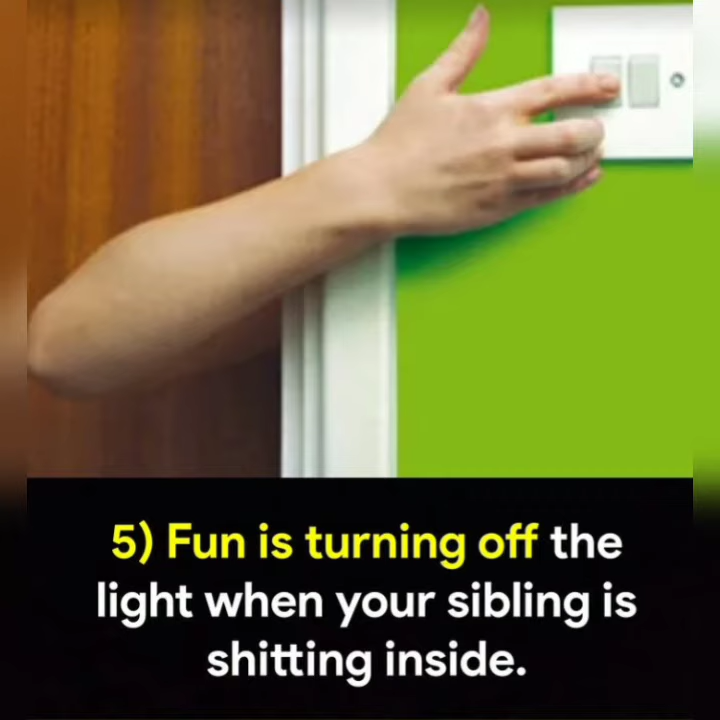 5) Fun is turning off the
light when your sibling is
shitting inside.